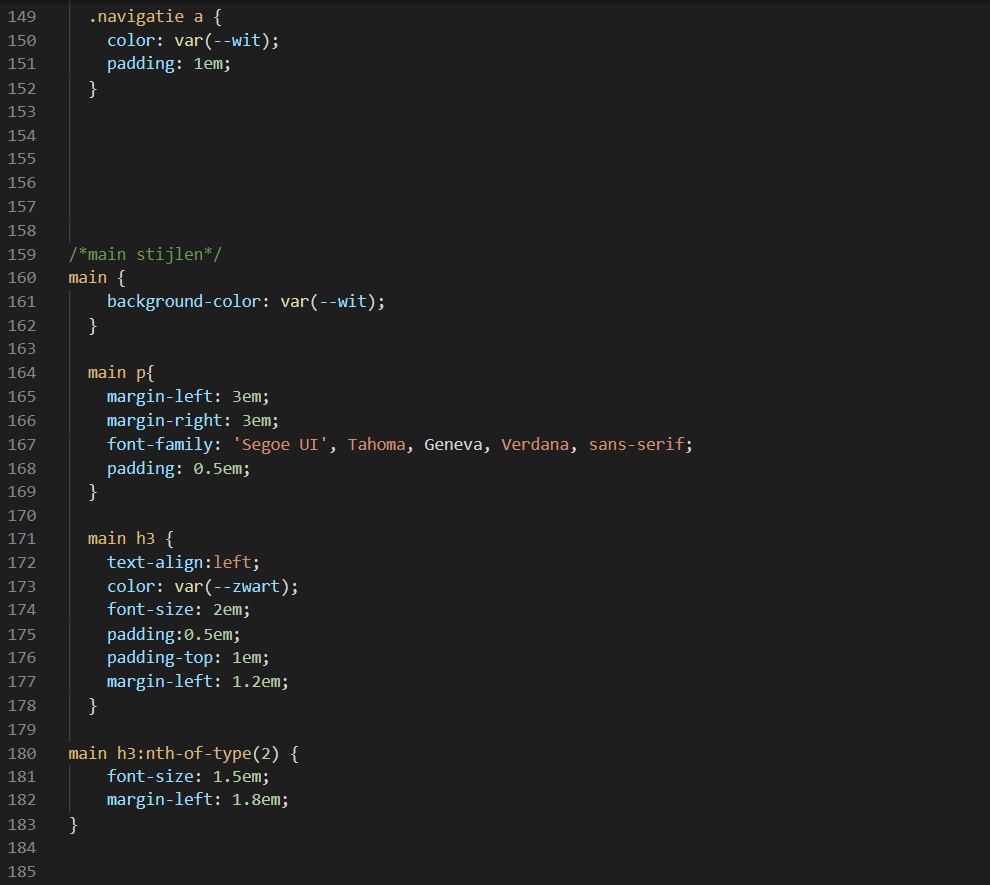 149 .navigatie a {
150 color: var(--wit);
151 padding: 1em;
152 }
153
154
155
156
157
158
159 /*main stijlen*/
160 main {
161 background-color: var(--wit);
162 }
163
164 main p{
165 margin-left: 3em;
166 margin-right: 3em;
167 font-family: 'Segoe UI', Tahoma, Geneva, Verdana, sans-serif;
168 padding: 0.5em;
169 }
170
171 main h3 {
172 text-align:left;
173 color: var(--zwart);
174 font-size: 2em;
175 padding:0.5em;
176 padding-top: 1em;
177 margin-left: 1.2em;
178 }
179
180 main h3:nth-of-type(2) {
181 font-size: 1.5em;
182 margin-left: 1.8em;
183 }
184
185